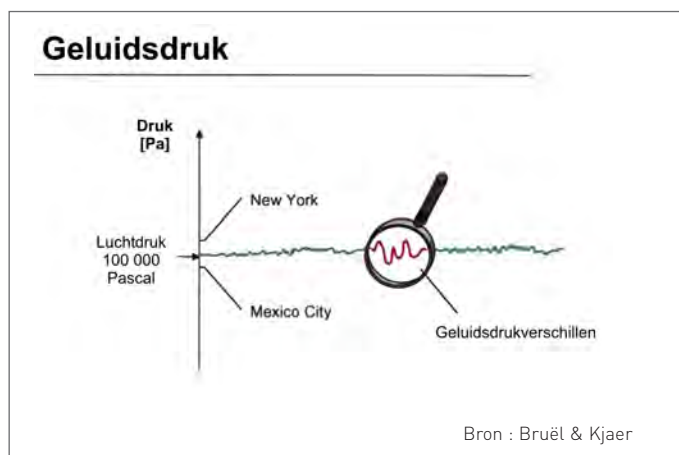 Geluidsdruk
Druk
[Pa]
New York
Luchtdruk
100 000
Pascal
Mexico City
Geluidsdrukverschillen
Bron : Bruël & Kjaer